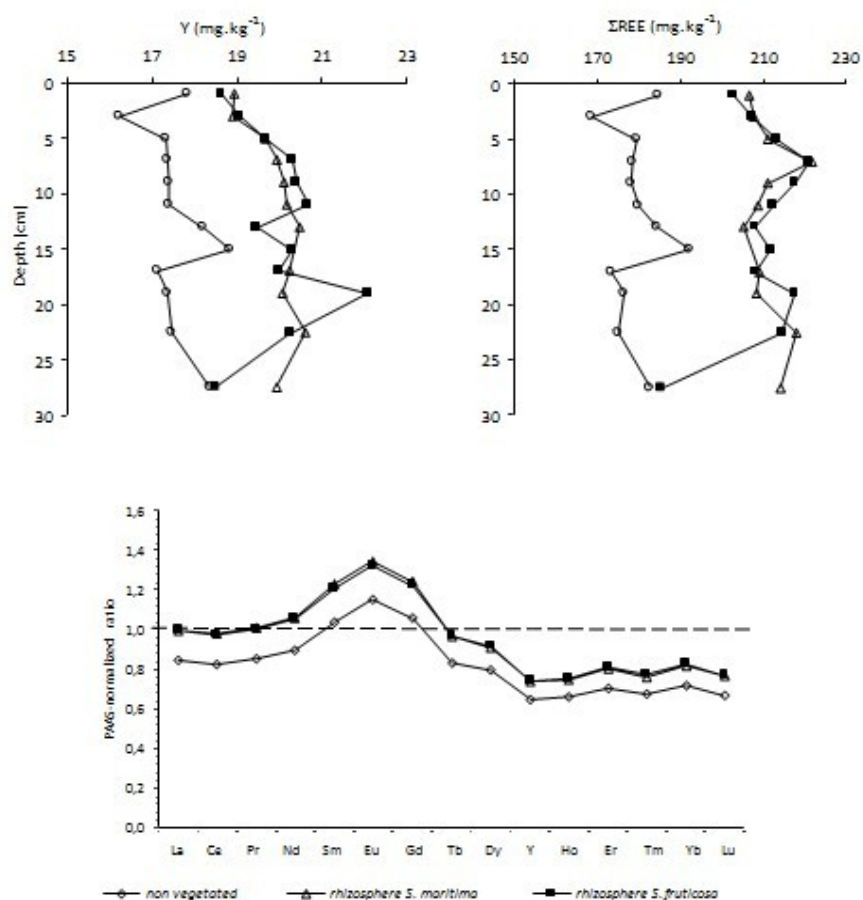 Y (mg.kg-1)
15 17 19 21 23
0
5
10
15
20
25
30
Depth [cm]
ΣREE (mg.kg-1)
150 170 190 210 230
0
5
10
15
20
25
30
1,6
1,4
1,2
1,0
0,8
0,6
0,4
0,2
0,0
PAAS-normalized ratio
La Ce Pr Nd Sm Eu Gd Tb Dy Y Ho Er Tm Yb Lu
non vegetated rhizosphere S. maritima rhizosphere S. fruticosa